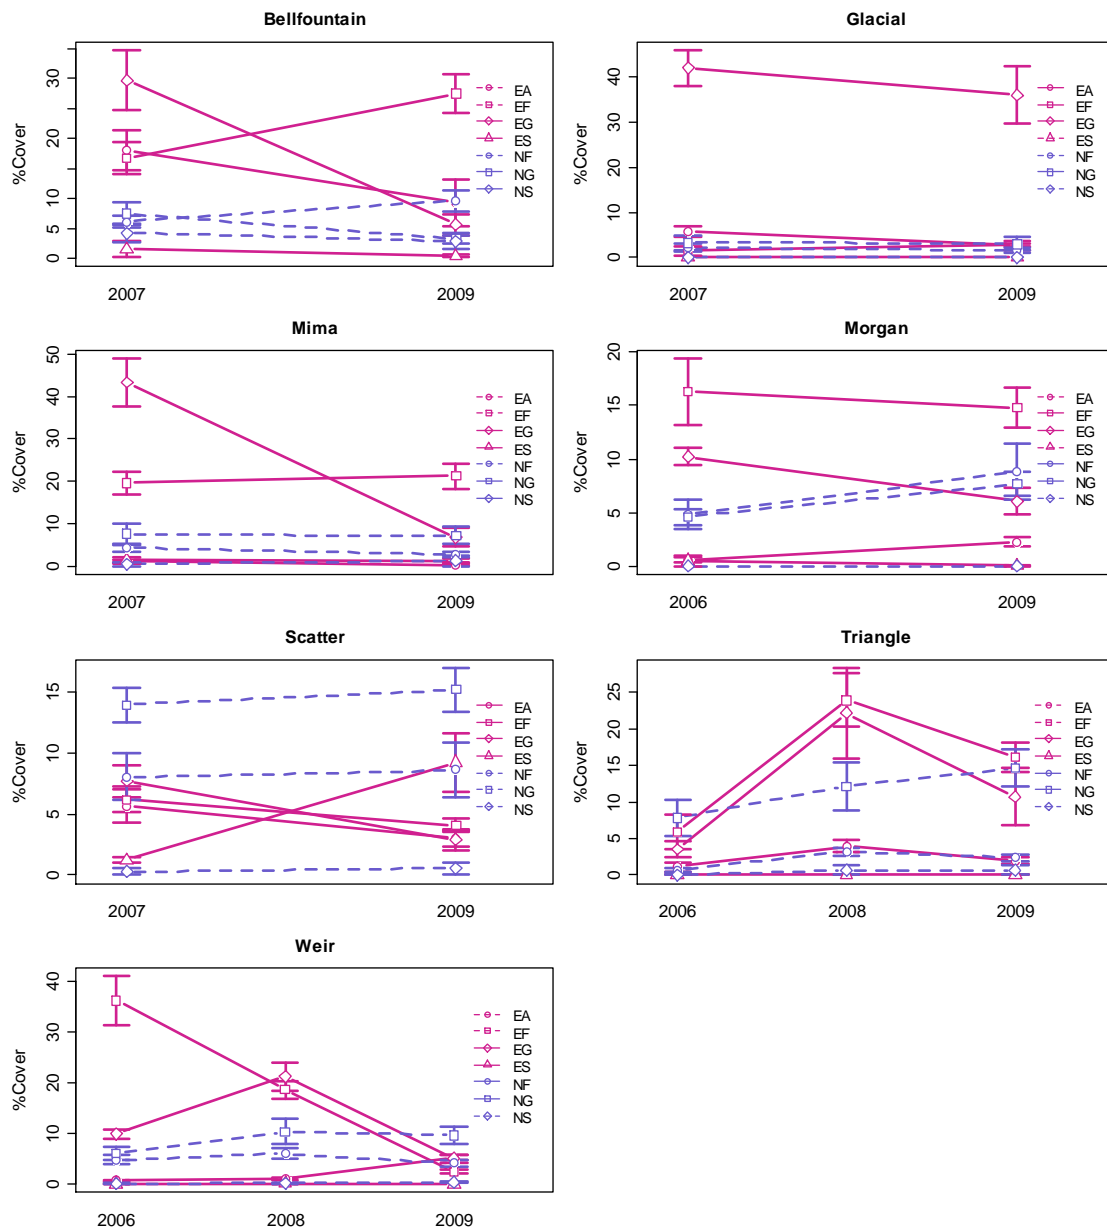 Bellfountain
%Cover
0
5
10
20
30
2007
2009
EA
EF
EG
ES
NF
NG
NS
Glacial
%Cover
0
10
20
30
40
2007
2009
EA
EF
EG
ES
NF
NG
NS
Mima
%Cover
0
10
20
30
40
50
2007
2009
EA
EF
EG
ES
NF
NG
NS
Morgan
%Cover
0
5
10
15
20
2006
2009
EA
EF
EG
ES
NF
NG
NS
Scatter
%Cover
0
5
10
15
2007
2009
EA
EF
EG
ES
NF
NG
NS
Triangle
%Cover
0
5
10
15
20
25
2006
2008
2009
EA
EF
EG
ES
NF
NG
NS
Weir
%Cover
0
10
20
30
40
2006
2008
2009
EA
EF
EG
ES
NF
NG
NS